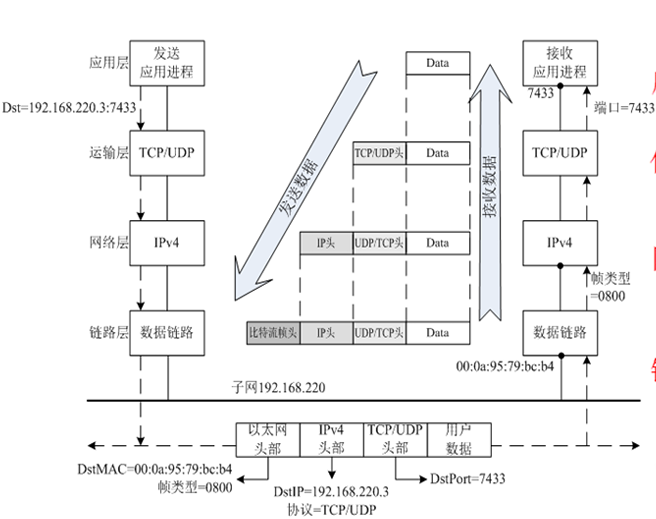 应用层
发送
应用进程
Data
接收
应用进程
Dst=192.168.220.3:7433
7433
端口=7433
运输层
TCP/UDP
TCP/UDP头
Data
TCP/UDP
发送数据
接收数据
网络层
IPv4
IP头
UDP/TCP头
Data
IPv4
帧类型
=0800
链路层
数据链路
比特流帧头
IP头
UDP/TCP头
Data
数据链路
00:0a:95:79:bc:b4
子网192.168.220
以太网
头部
IPv4
头部
TCP/UDP
头部
用户
数据
DstMAC=00:0a:95:79:bc:b4
帧类型=0800
DstIP=192.168.220.3
协议=TCP/UDP
DstPort=7433